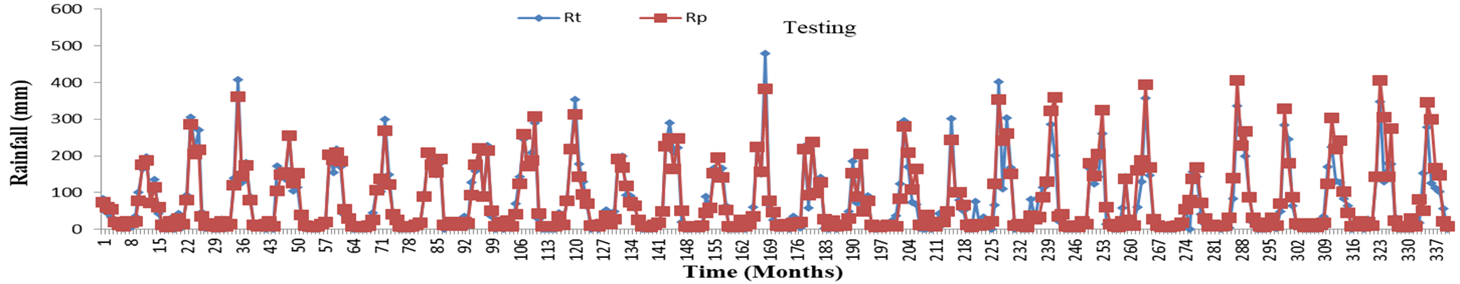 Rt Rp
Testing
Rainfall (mm)
600
500
400
300
200
100
0
1 8 15 22 29 36 43 50 57 64 71 78 85 92 99 106 113 120 127 134 141 148 155 162 169 176 183 190 197 204 211 218 225 232 239 246 253 260 267 274 281 288 295 302 309 316 323 330 337
Time (Months)